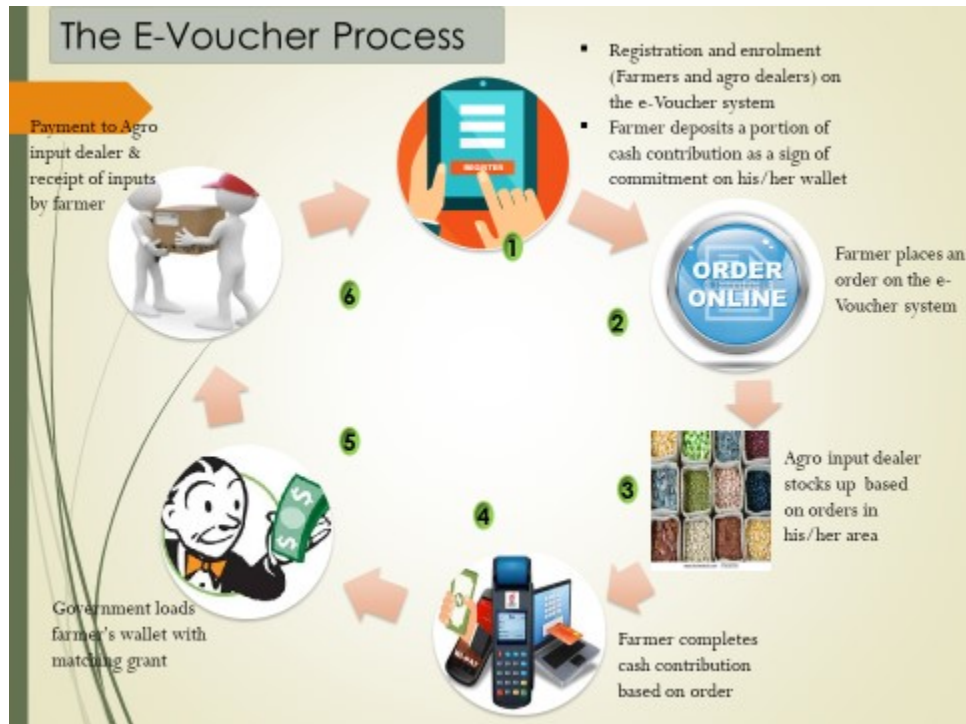 The E-Voucher Process
Registration and enrolment
(Farmers and agro dealers) on
the e-Voucher system
Farmer deposits a portion of
cash contribution as a sign of
commitment on his/her wallet
REGISTER
1
ORDER
ONLINE
Farmer places an
order on the e-
Voucher system
2
Agro input dealer
stocks up based
on orders in
his/her area
3
4
Farmer completes
cash contribution
based on order
5
Government loads
farmer's wallet with
matching grant
6
Payment to Agro
input dealer &
receipt of inputs
by farmer